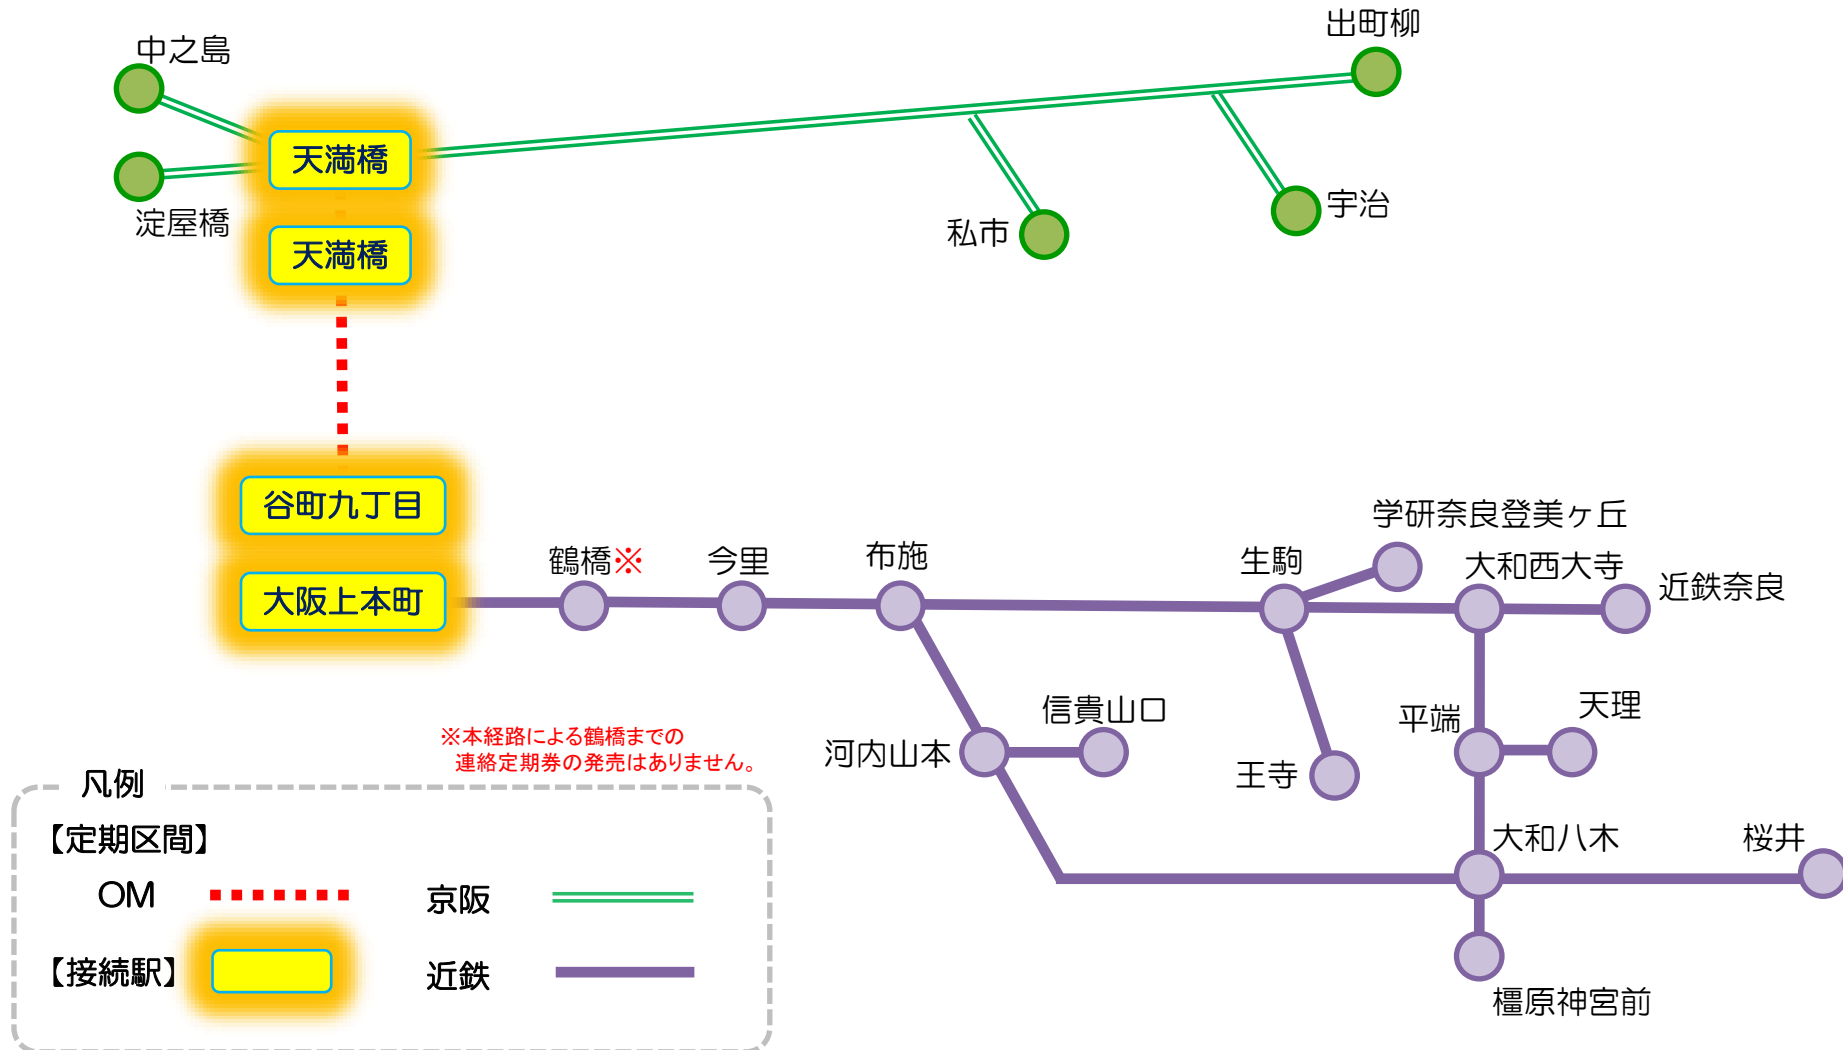 出町柳
中之島
天満橋
淀屋橋
宇治
私市
天満橋
谷町九丁目
学研奈良登美ヶ丘
鶴橋※
今里
布施
生駒
大和西大寺
近鉄奈良
大阪上本町
信貴山口
平端
天理
河内山本
王寺
※本経路による鶴橋までの
連絡定期券の発売はありません。
大和八木
桜井
橿原神宮前
凡例
【定期区間】
OM
京阪
【接続駅】
近鉄